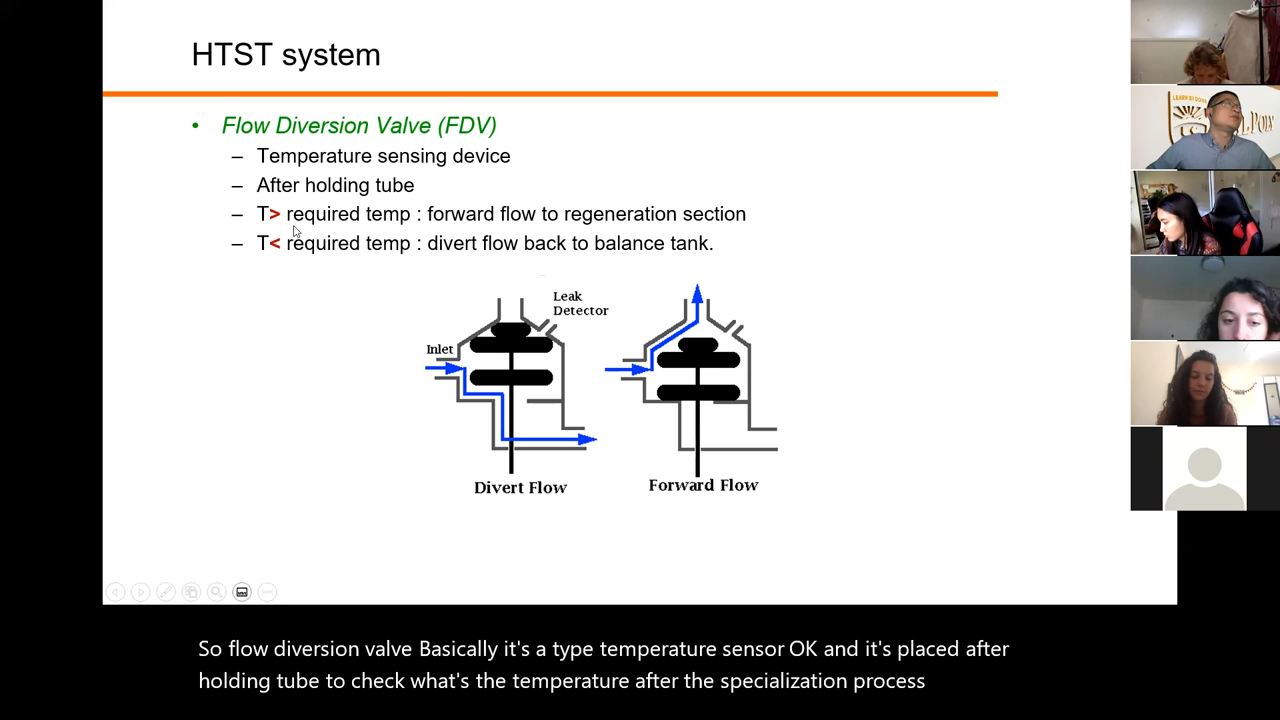 HTST system
• Flow Diversion Valve (FDV)
– Temperature sensing device
– After holding tube
– T> required temp : forward flow to regeneration section
– T< required temp : divert flow back to balance tank.
Leak
Detector
Inlet
Divert Flow
Forward Flow
LEARN BY DOING
So flow diversion valve Basically it's a type temperature sensor OK and it's placed after
holding tube to check what's the temperature after the specialization process